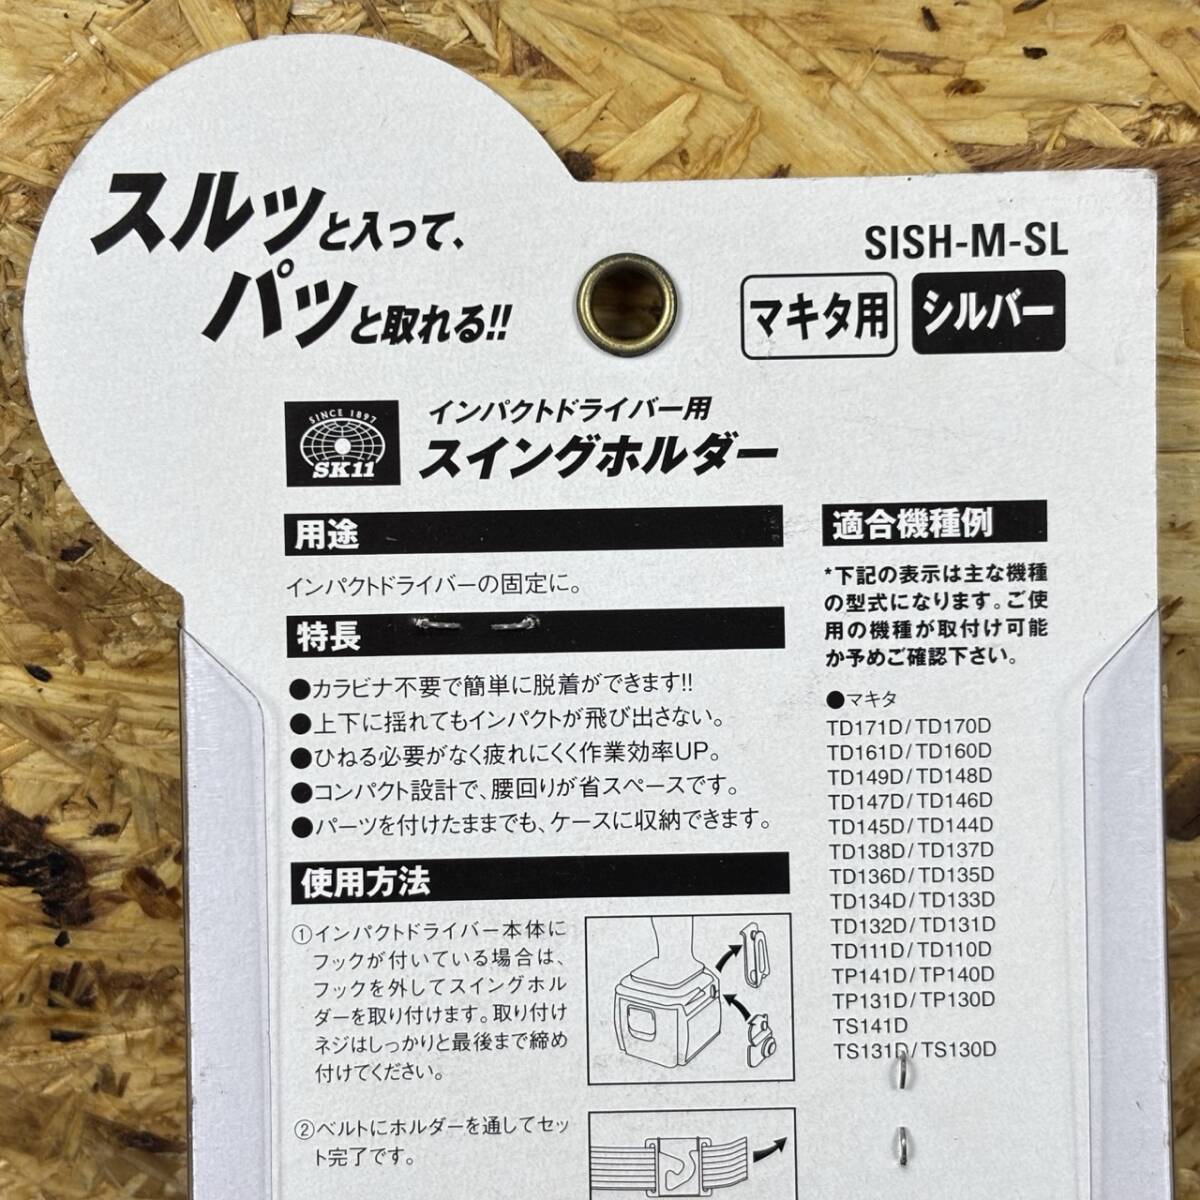 スルッと入って、
パッと取れる!!
SISH-M-SL
マキタ用
シルバー
SINCE 1897
SK11
インパクトドライバー用
スイングホルダー
用途
インパクトドライバーの固定に。
特長
●カラビナ不要で簡単に脱着ができます!!
●上下に揺れてもインパクトが飛び出さない。
●ひねる必要がなく疲れにくく作業効率UP。
●コンパクト設計で、腰回りが省スペースです。
●パーツを付けたままでも、ケースに収納できます。
使用方法
①インパクトドライバー本体に
フックが付いている場合は、
フックを外してスイングホル
ダーを取り付けます。取り付け
ネジはしっかりと最後まで締め
付けてください。
②ベルトにホルダーを通してセッ
ト完了です。
適合機種例
*下記の表示は主な機種
の型式になります。ご使
用の機種が取付け可能
か予めご確認下さい。
●マキタ
TD171D/TD170D
TD161D/TD160D
TD149D/TD148D
TD147D/TD146D
TD145D/TD144D
TD138D/TD137D
TD136D/TD135D
TD134D/TD133D
TD132D/TD131D
TD111D/TD110D
TP141D/TP140D
TP131D/TP130D
TS141D
TS131D/TS130D